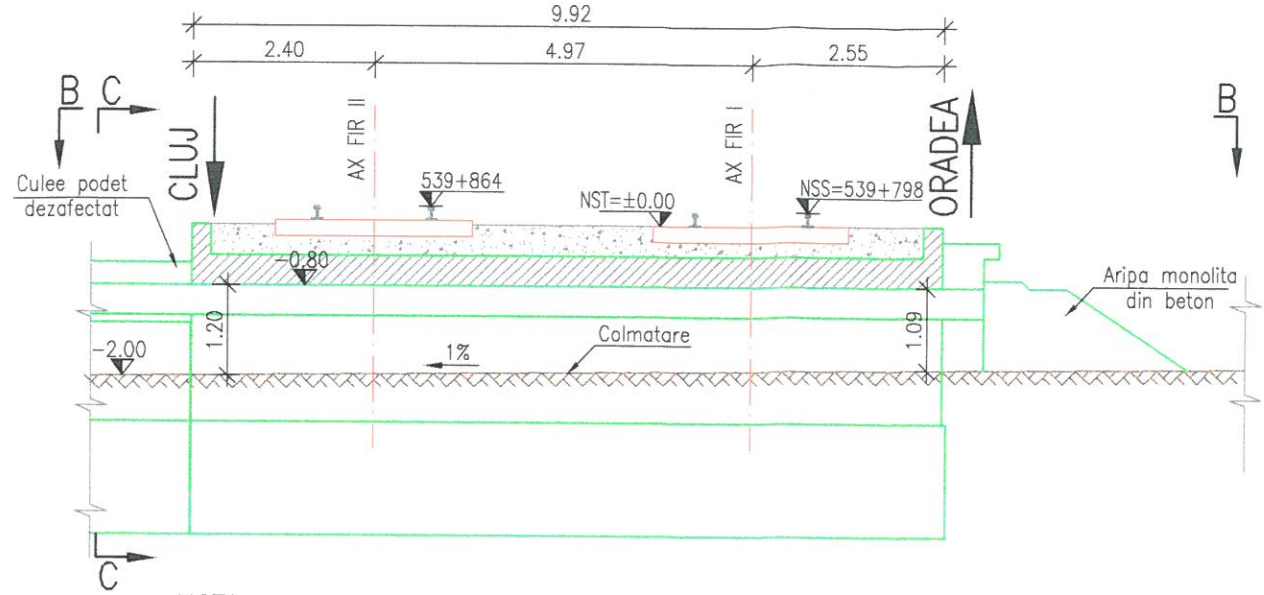 9.92
2.40 4.97 2.55
B C B
CLUJ
AX FIR II
AX FIR I
ORADEA
Culee podet
dezafectat
539+864
NST=±0.00
NSS=539+798
-0.80
Aripa monolita
din beton
1.20
1.09
Colmatare
-2.00
1%
C